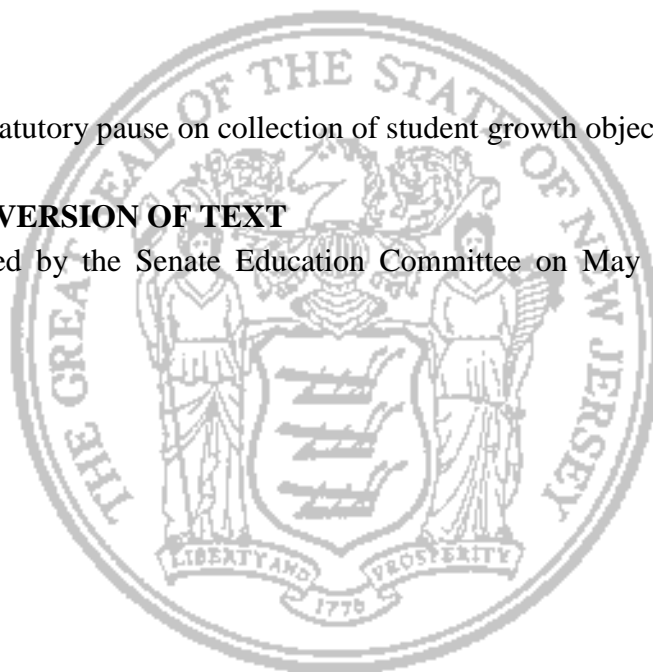 THE GREAT SEAL OF THE STATE OF NEW JERSEY
atutory pause on collection of student growth objec
VERSION OF TEXT
ed by the Senate Education Committee on May
LIBERTY AND PROSPERITY
1776